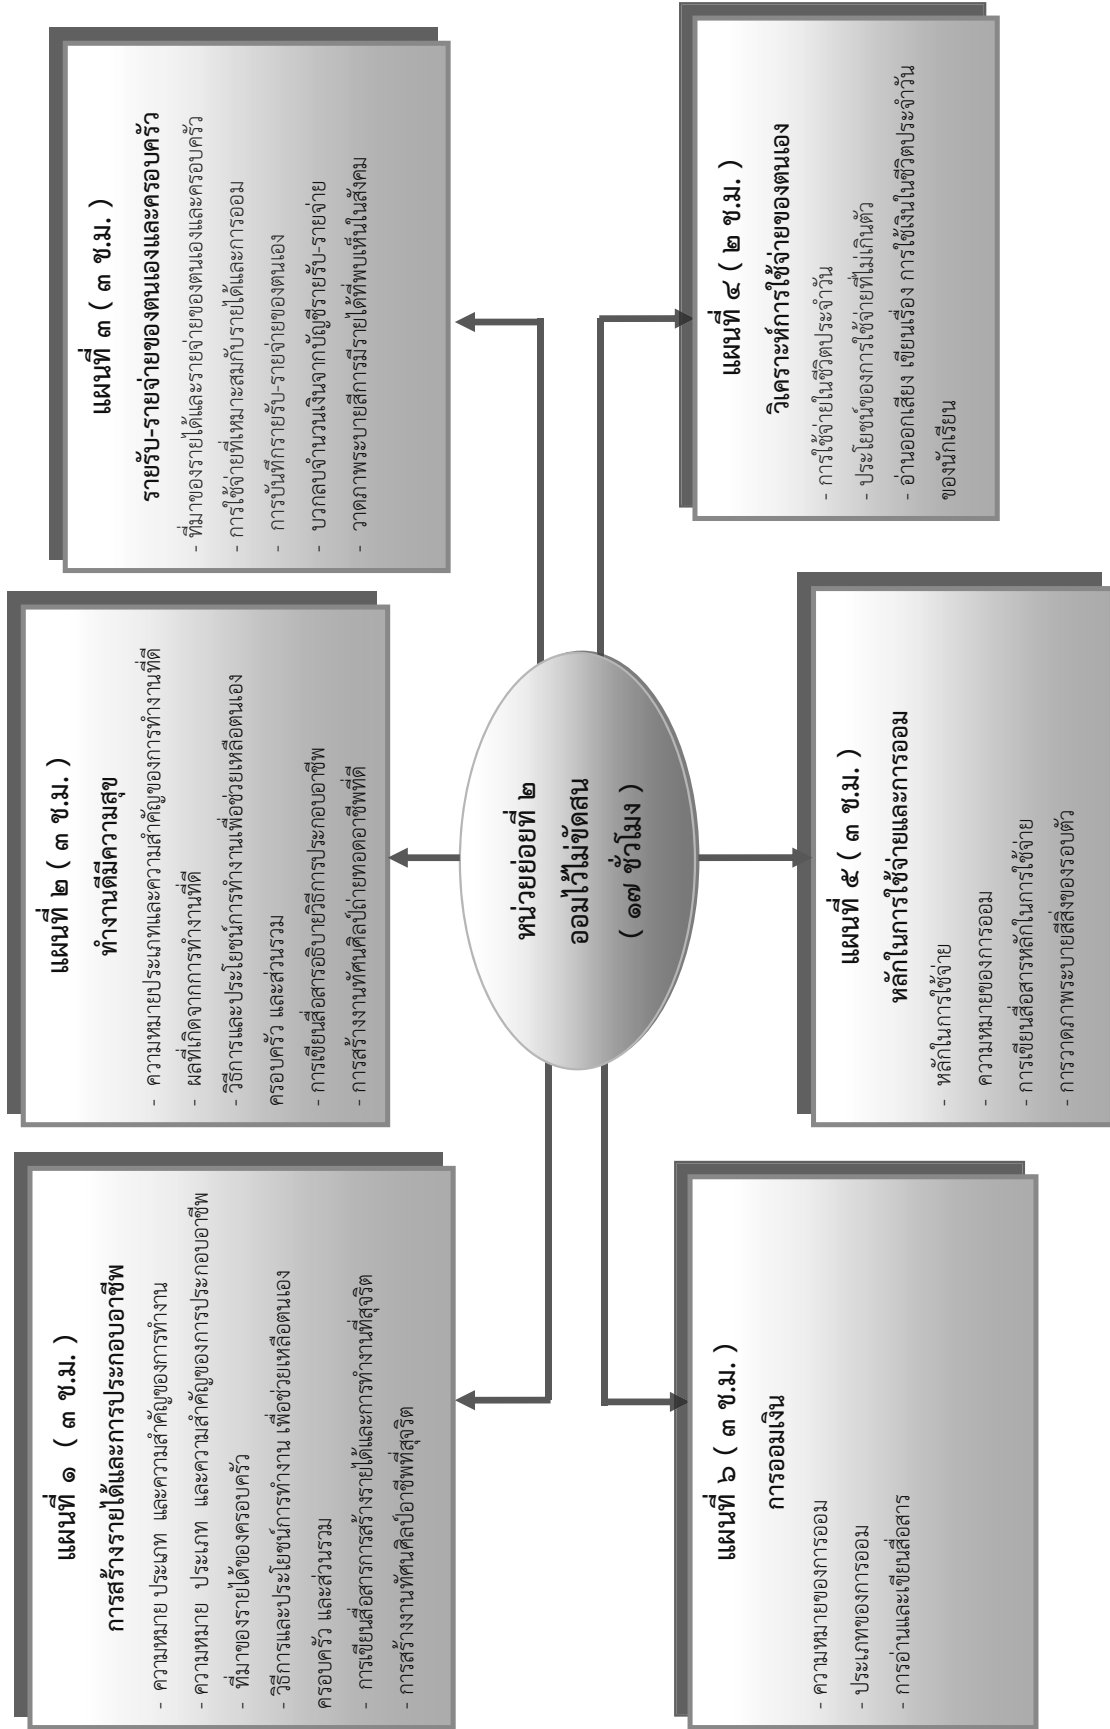 แผนที่ ๑  ( ๓ ช.ม. )
การสร้างรายได้และการประกอบอาชีพ
- ความหมาย ประเภท  และความสำคัญของการทำงาน
- ความหมาย  ประเภท  และความสำคัญของการประกอบอาชีพ
- ที่มาของรายได้ของครอบครัว
- วิธีการและประโยชน์การทำงาน เพื่อช่วยเหลือตนเอง
ครอบครัว และส่วนรวม
- การเขียนสื่อสารการสร้างรายได้และการทำงานที่สุจริต
- การสร้างงานทัศนศิลป์อาชีพที่สุจริต
แผนที่ ๒ ( ๓ ช.ม. )
ทำงานดีมีความสุข
- ความหมายประเภทและความสำคัญของการทำงานที่ดี
- ผลที่เกิดจากการทำงานที่ดี
- วิธีการและประโยชน์การทำงานเพื่อช่วยเหลือตนเอง
ครอบครัว และส่วนรวม
- การเขียนสื่อสารอธิบายวิธีการประกอบอาชีพ
- การสร้างงานทัศนศิลป์ถ่ายทอดอาชีพที่ดี
แผนที่ ๓ ( ๓ ช.ม. )
รายรับ-รายจ่ายของตนเองและครอบครัว
- ที่มาของรายได้และรายจ่ายของตนเองและครอบครัว
- การใช้จ่ายที่เหมาะสมกับรายได้และการออม
- การบันทึกรายรับ-รายจ่ายของตนเอง
- บวกลบจำนวนเงินจากบัญชีรายรับ-รายจ่าย
- วาดภาพระบายสีการมีรายได้ที่พบเห็นในสังคม
หน่วยย่อยที่ ๒
ออมไว้ไม่ขัดสน
( ๑๗ ชั่วโมง )
แผนที่ ๖ ( ๓ ช.ม. )
การออมเงิน
- ความหมายของการออม
- ประเภทของการออม
- การอ่านและเขียนสื่อสาร
แผนที่ ๕ ( ๓ ช.ม. )
หลักในการใช้จ่ายและการออม
- หลักในการใช้จ่าย
- ความหมายของการออม
- การเขียนสื่อสารหลักในการใช้จ่าย
- การวาดภาพระบายสีสิ่งของรอบตัว
แผนที่ ๔ ( ๒ ช.ม. )
วิเคราะห์การใช้จ่ายของตนเอง
- การใช้จ่ายในชีวิตประจำวัน
- ประโยชน์ของการใช้จ่ายที่ไม่เกินตัว
- อ่านออกเสียง เขียนเรื่อง การใช้เงินในชีวิตประจำวัน
ของนักเรียน